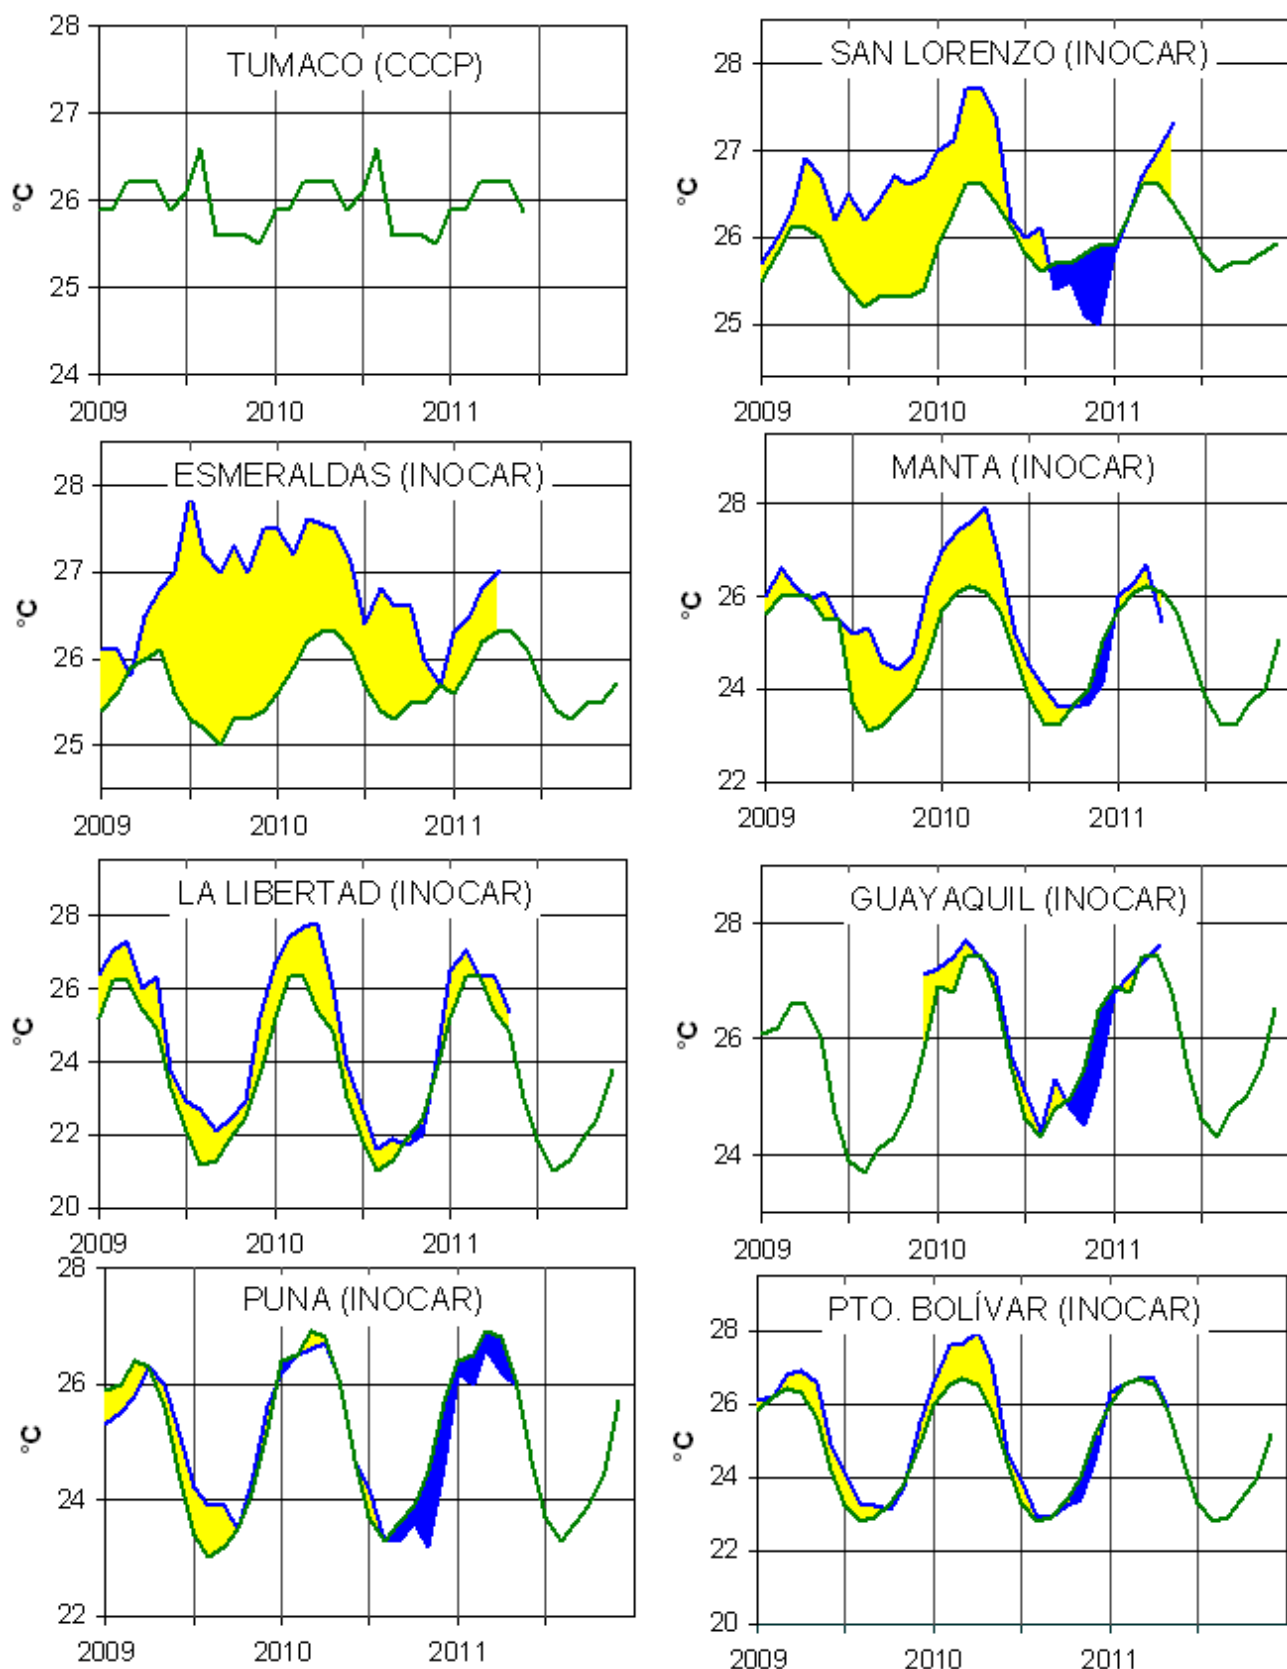 TUMACO (CCCP)
28
27
26
25
24
°C
2009 2010 2011
SAN LORENZO (INOCAR)
28
27
26
25
°C
2009 2010 2011
ESMERALDAS (INOCAR)
28
27
26
25
°C
2009 2010 2011
MANTA (INOCAR)
28
26
24
22
°C
2009 2010 2011
LA LIBERTAD (INOCAR)
28
26
24
22
20
°C
2009 2010 2011
GUAYAQUIL (INOCAR)
28
26
24
°C
2009 2010 2011
PUNA (INOCAR)
28
26
24
22
°C
2009 2010 2011
PTO. BOLÍVAR (INOCAR)
28
26
24
22
20
°C
2009 2010 2011